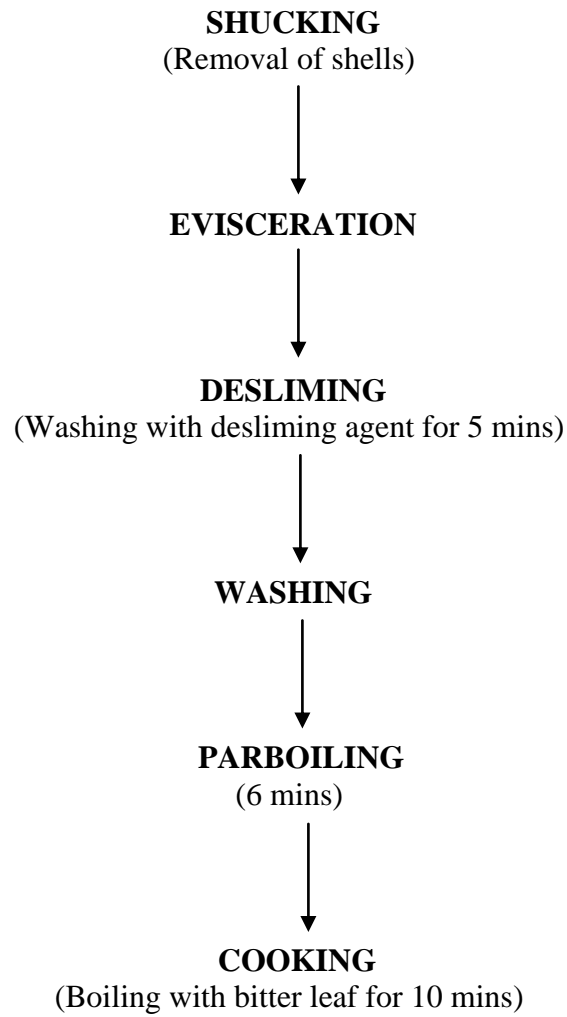 SHUCKING
(Removal of shells)
EVISCERATION
DESLIMING
(Washing with desliming agent for 5 mins)
WASHING
PARBOILING
(6 mins)
COOKING
(Boiling with bitter leaf for 10 mins)